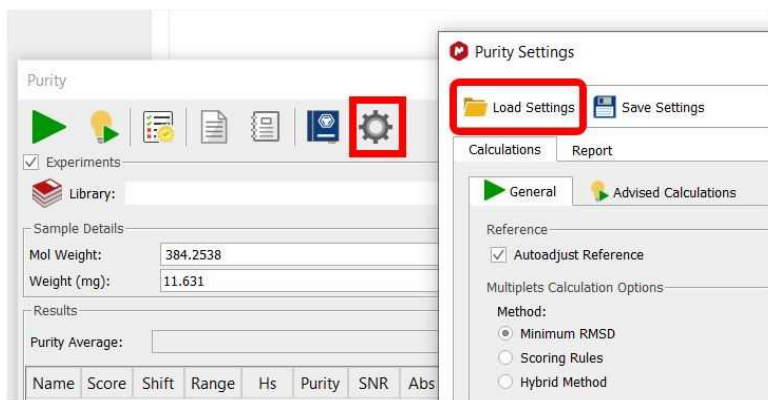 Purity
Experiments
Library:
Sample Details
Mol Weight: 384.2538
Weight (mg): 11.631
Results
Purity Average:
Name Score Shift Range Hs Purity SNR Abs
Purity Settings
Load Settings Save Settings
Calculations Report
General Advised Calculations
Reference
Autoadjust Reference
Multiplets Calculation Options
Method:
Minimum RMSD
Scoring Rules
Hybrid Method